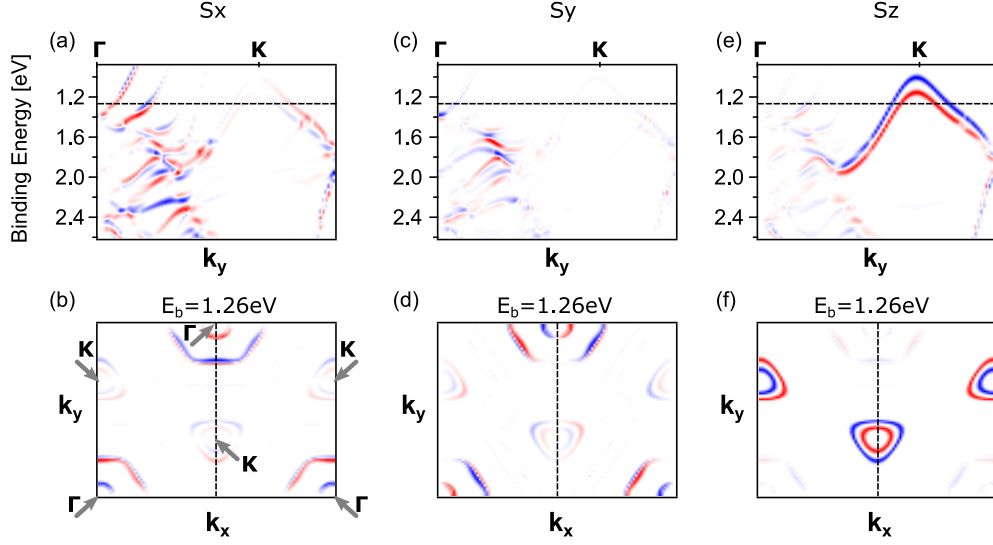 Sx Sy Sz
(a) (c) (e)
Γ K Γ K Γ K
Binding Energy [eV]
1.2 1.2 1.2
1.6 1.6 1.6
2.0 2.0 2.0
2.4 2.4 2.4
ky ky ky
(b) (d) (f)
Eb=1.26eV Eb=1.26eV Eb=1.26eV
Γ
K K
ky ky ky
K
Γ Γ
kx kx kx